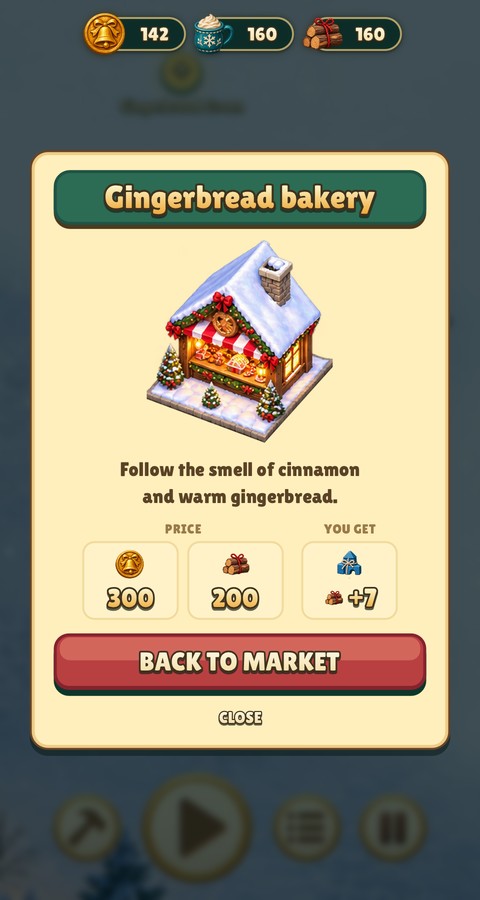 142
160
160
Gingerbread bakery
Follow the smell of cinnamon
and warm gingerbread.
PRICE
YOU GET
300
200
+7
BACK TO MARKET
CLOSE